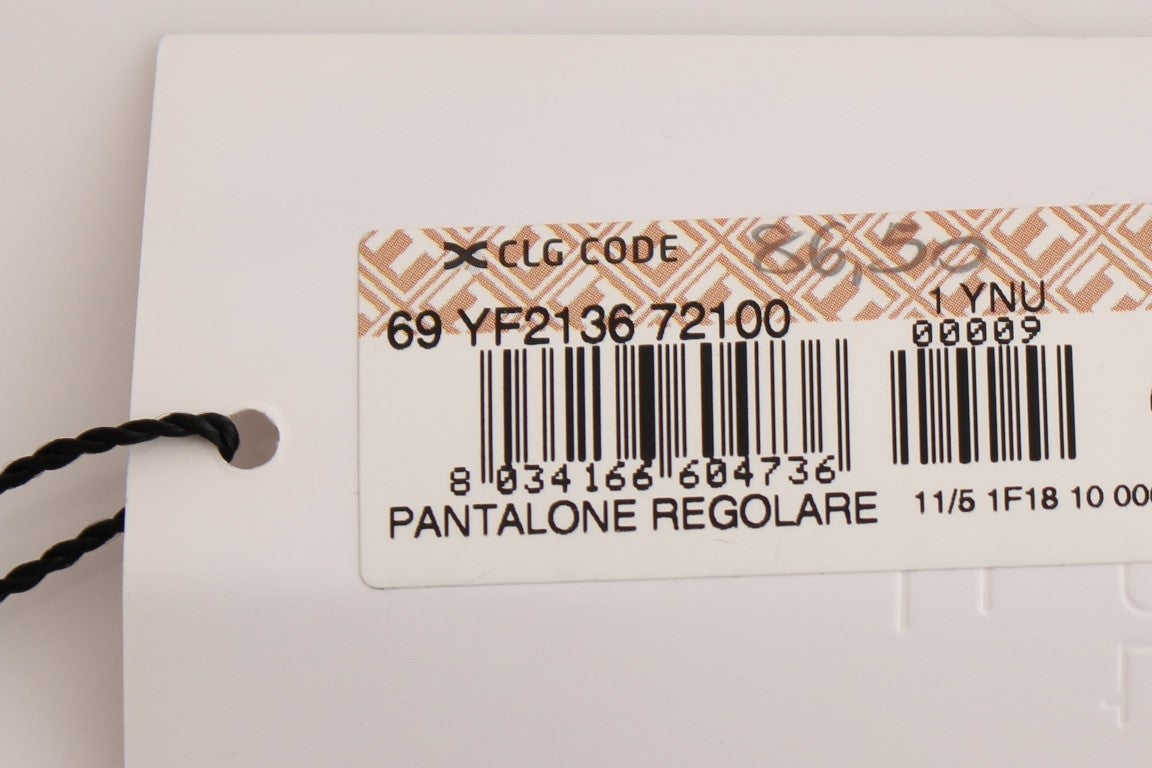 CLG CODE
86,50
69 YF2136 72100
1 YNU
00009
8 034166 604736
PANTALONE REGOLARE
11/5 1F18 10 00